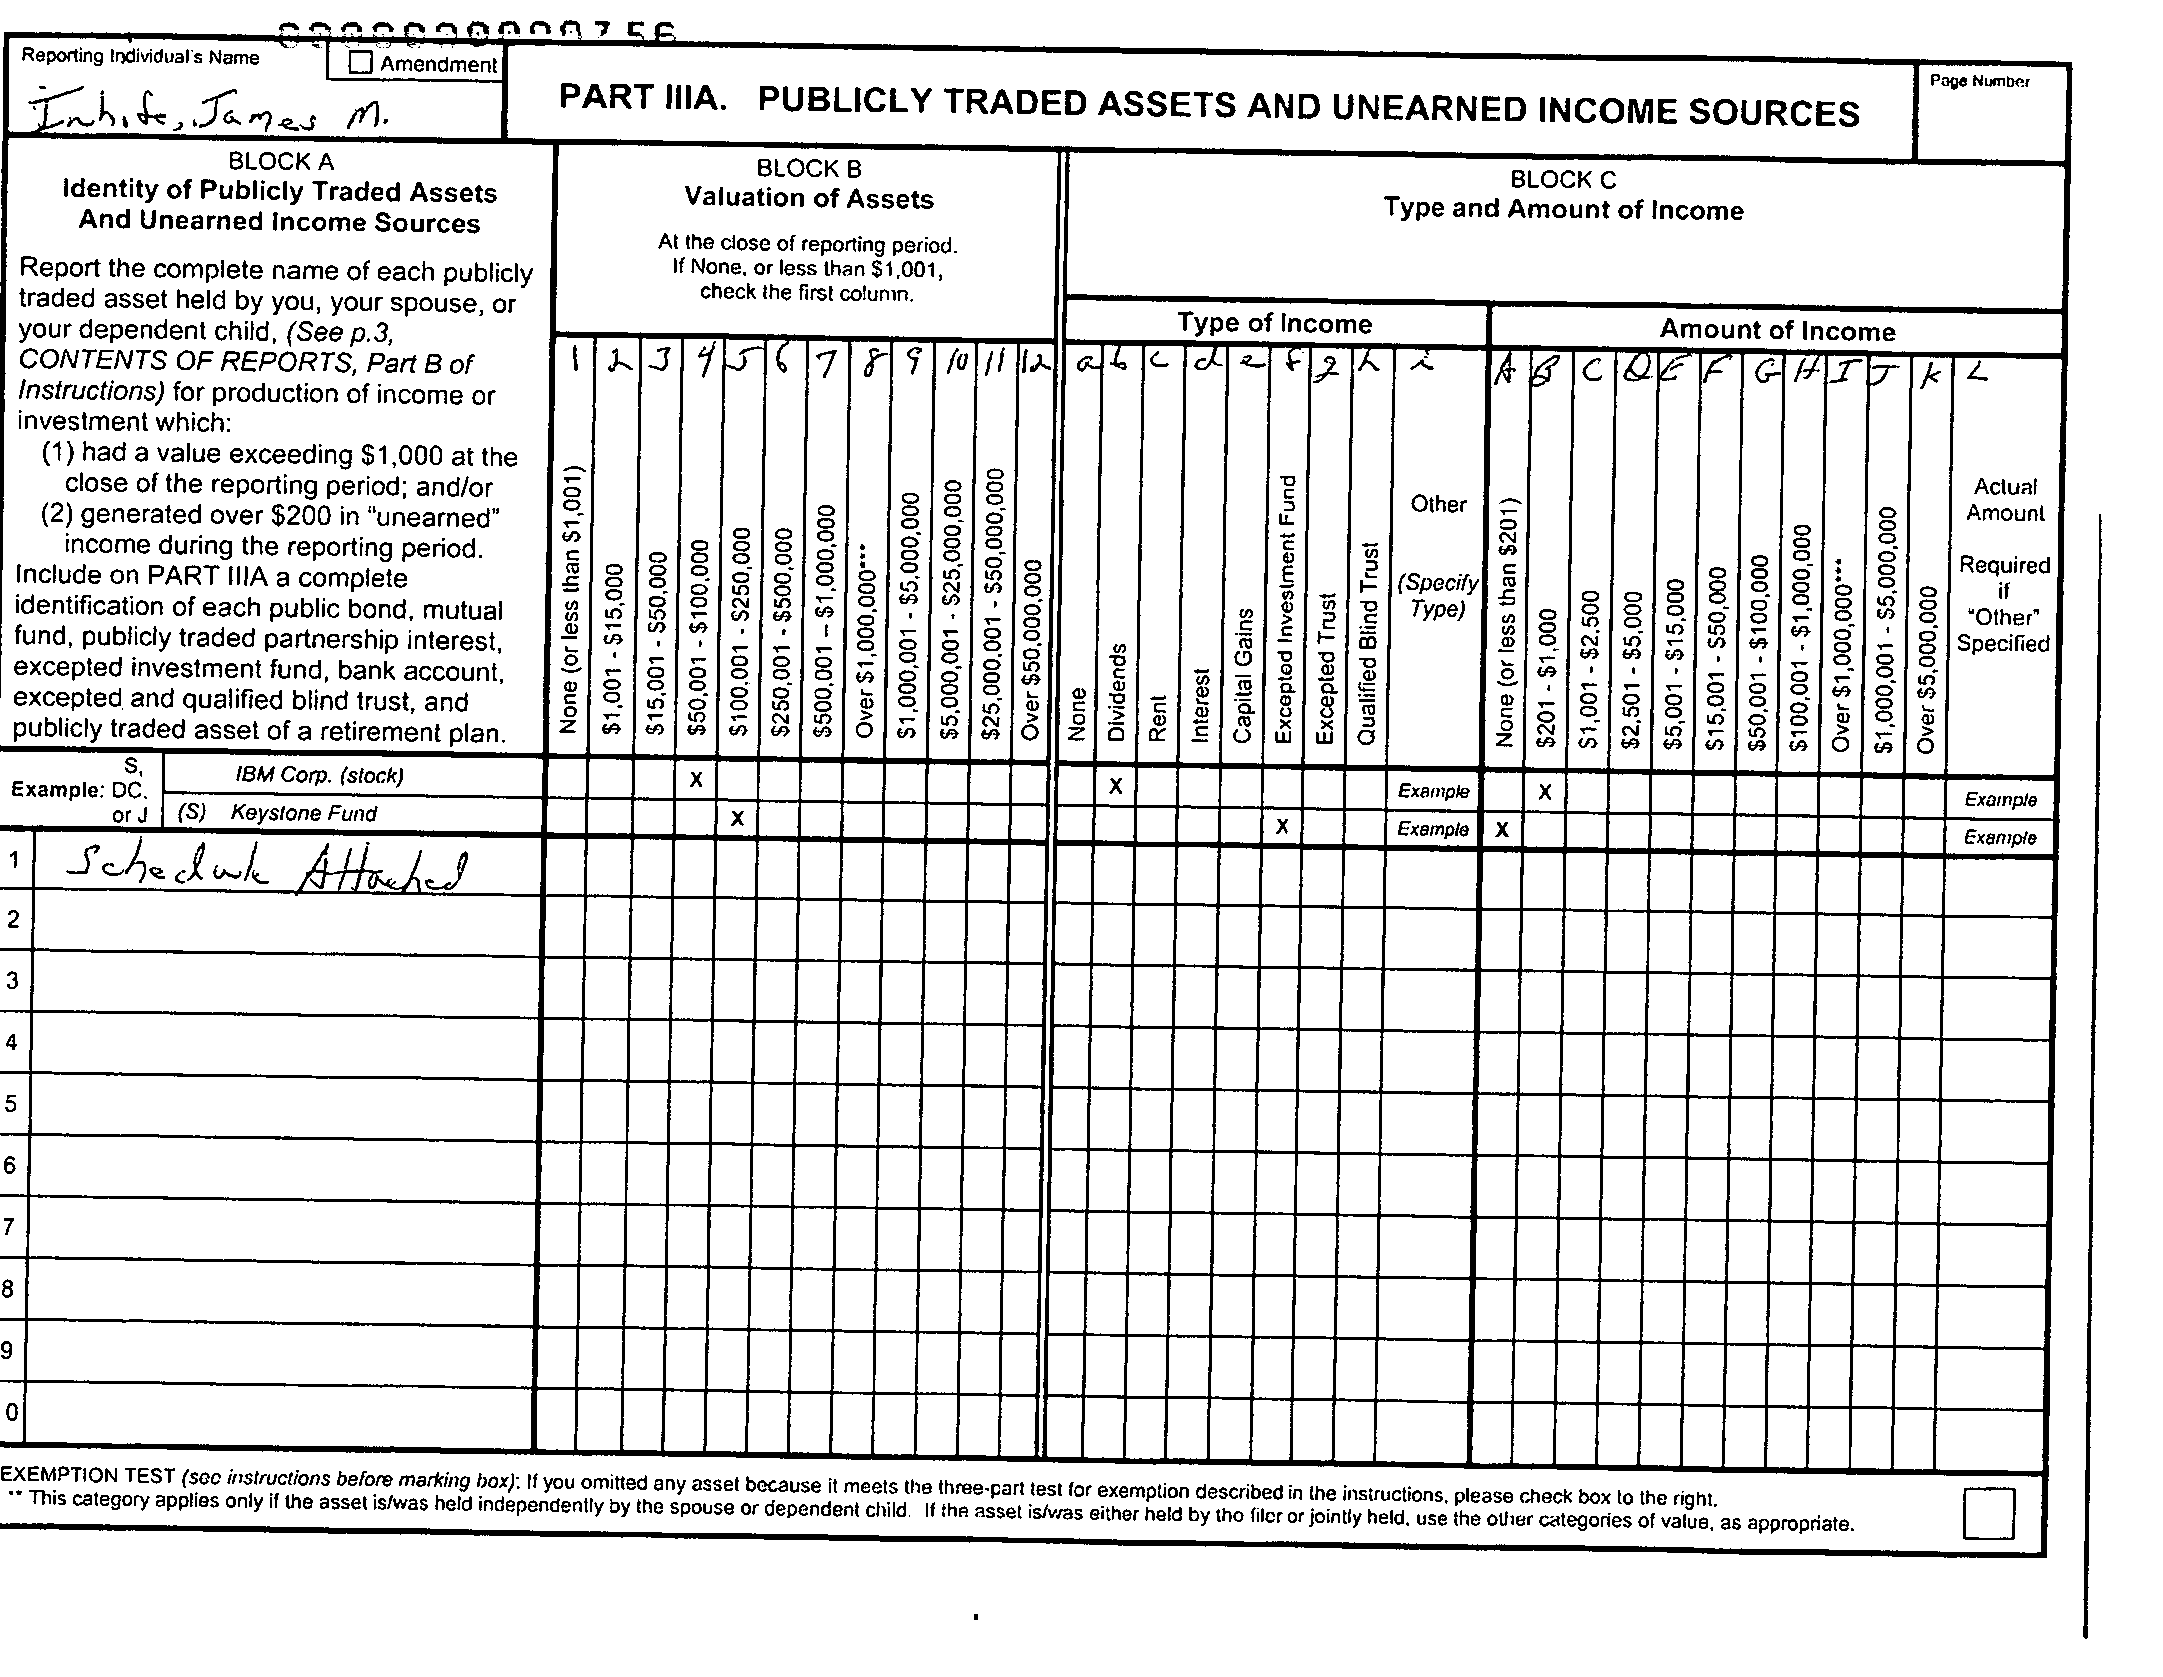 Reporting Individual's Name
Amendment
James M.
PART IIIA. PUBLICLY TRADED ASSETS AND UNEARNED INCOME SOURCES
Page Number
BLOCK A
Identity of Publicly Traded Assets
And Unearned Income Sources
Report the complete name of each publicly
traded asset held by you, your spouse, or
your dependent child, (See p.3,
CONTENTS OF REPORTS, Part B of
Instructions) for production of income or
investment which:
(1) had a value exceeding $1,000 at the
close of the reporting period; and/or
(2) generated over $200 in "unearned"
income during the reporting period.
Include on PART IIIA a complete
identification of each public bond, mutual
fund, publicly traded partnership interest,
excepted investment fund, bank account,
excepted and qualified blind trust, and
publicly traded asset of a retirement plan.
BLOCK B
Valuation of Assets
At the close of reporting period.
If None, or less than $1,001,
check the first column.
1 2 3 4 5 6 7 8 9 10 11 12
None (or less than $1,001)
$1,001 - $15,000
$15,001 - $50,000
$50,001 - $100,000
$100,001 - $250,000
$250,001 - $500,000
$500,001 – $1,000,000
Over $1,000,000***
$1,000,001 - $5,000,000
$5,000,001 - $25,000,000
$25,000,001 - $50,000,000
Over $50,000,000
BLOCK C
Type and Amount of Income
Type of Income
a b c d e f g h i
None
Dividends
Rent
Interest
Capital Gains
Excepted Investment Fund
Excepted Trust
Qualified Blind Trust
Other
(Specify
Type)
Amount of Income
A B C D E F G H I J K L
None (or less than $201)
$201 - $1,000
$1,001 - $2,500
$2,501 - $5,000
$5,001 - $15,000
$15,001 - $50,000
$50,001 - $100,000
$100,001 - $1,000,000
Over $1,000,000***
$1,000,001 - $5,000,000
Over $5,000,000
Actual
Amount
Required
if
"Other"
Specified
Example:
S,
DC,
or J
IBM Corp. (stock) X X Example X Example
(S) Keystone Fund X X Example X Example
1 Schedule Attached
2
3
4
5
6
7
8
9
0
EXEMPTION TEST (see instructions before marking box): If you omitted any asset because it meets the three-part test for exemption described in the instructions, please check box to the right.
** This category applies only if the asset is/was held independently by the spouse or dependent child. If the asset is/was either held by the filer or jointly held, use the other categories of value, as appropriate.